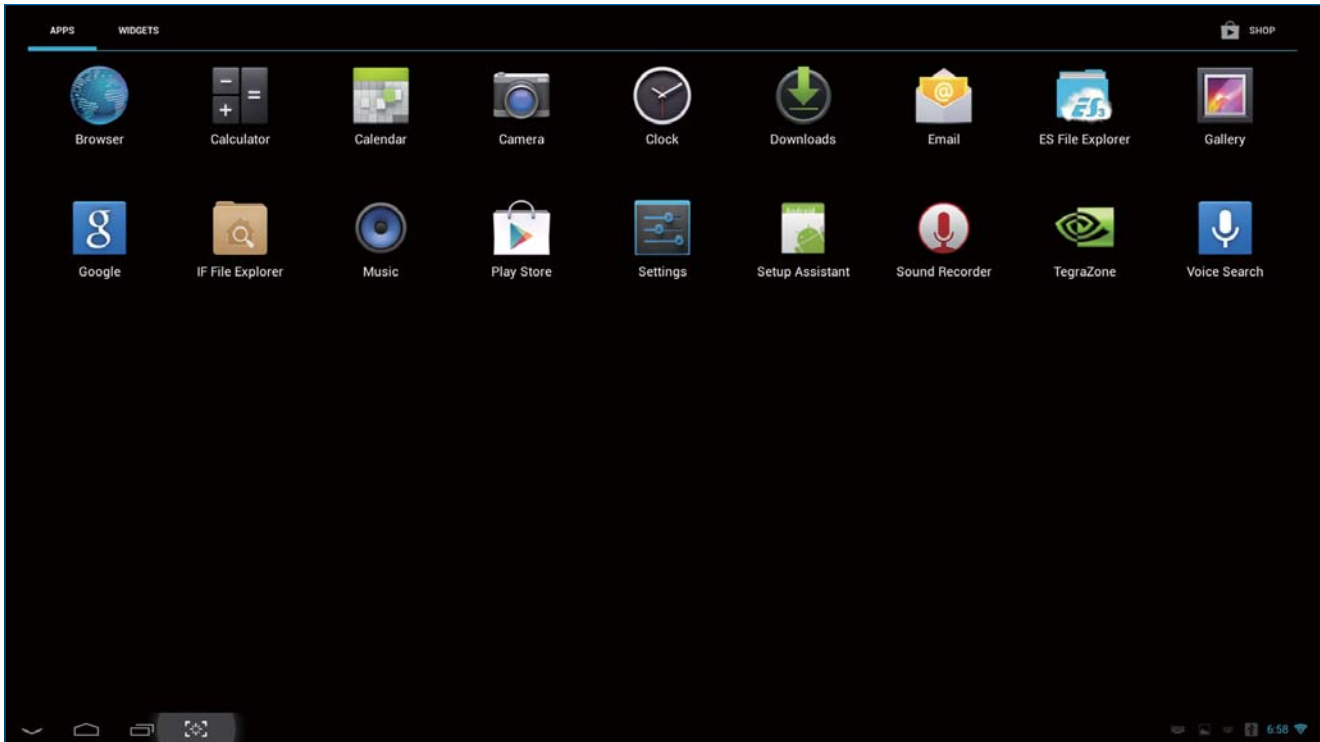 APPS WIDGETS SHOP
Browser Calculator Calendar Camera Clock Downloads Email ES File Explorer Gallery
Google IF File Explorer Music Play Store Settings Setup Assistant Sound Recorder TegraZone Voice Search
6:58